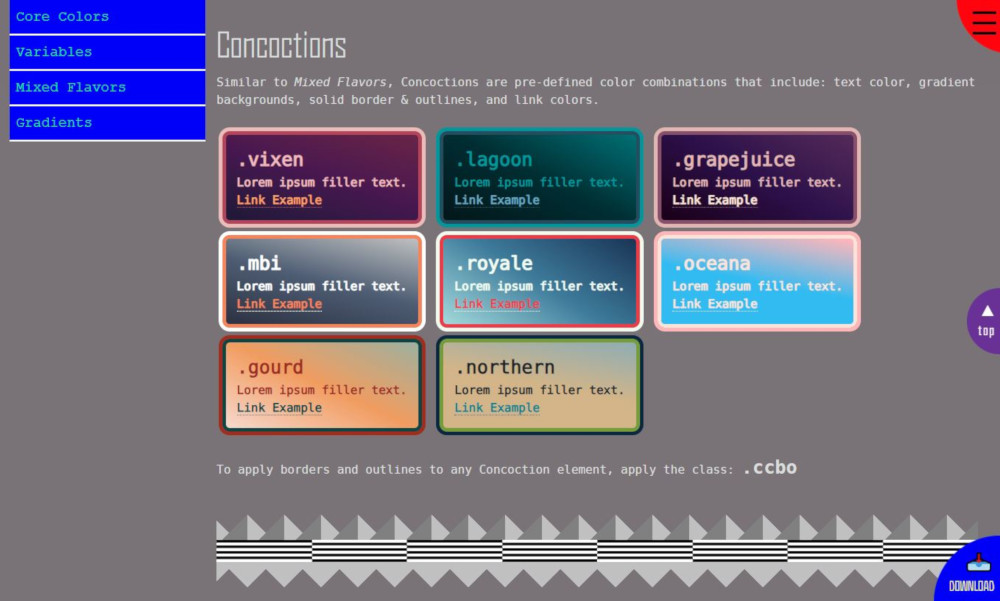 Core Colors
Variables
Mixed Flavors
Gradients
Concoctions
Similar to Mixed Flavors, Concoctions are pre-defined color combinations that include: text color, gradient
backgrounds, solid border & outlines, and link colors.
.vixen
Lorem ipsum filler text.
Link Example
.lagoon
Lorem ipsum filler text.
Link Example
.grapejuice
Lorem ipsum filler text.
Link Example
.mbi
Lorem ipsum filler text.
Link Example
.royale
Lorem ipsum filler text.
Link Example
.oceana
Lorem ipsum filler text.
Link Example
.gourd
Lorem ipsum filler text.
Link Example
.northern
Lorem ipsum filler text.
Link Example
To apply borders and outlines to any Concoction element, apply the class: .ccbo
top
DOWNLOAD